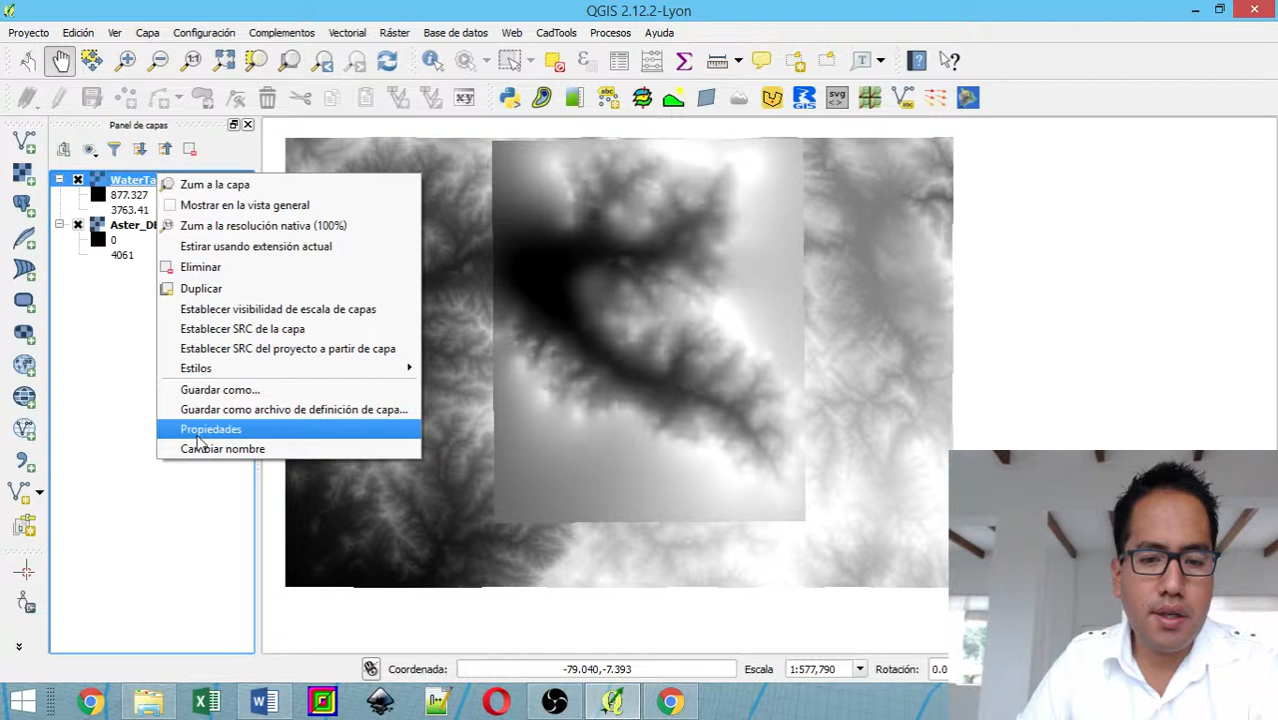 QGIS 2.12.2-Lyon
Proyecto Edición Ver Capa Configuración Complementos Vectorial Ráster Base de datos Web CadTools Procesos Ayuda
Panel de capas
WaterTa
877.327
3763.41
Aster_DE
0
4061
Zum a la capa
Mostrar en la vista general
Zum a la resolución nativa (100%)
Estirar usando extensión actual
Eliminar
Duplicar
Establecer visibilidad de escala de capas
Establecer SRC de la capa
Establecer SRC del proyecto a partir de capa
Estilos
Guardar como...
Guardar como archivo de definición de capa...
Propiedades
Cambiar nombre
Coordenada: -79.040,-7.393 Escala 1:577,790 Rotación: 0.0